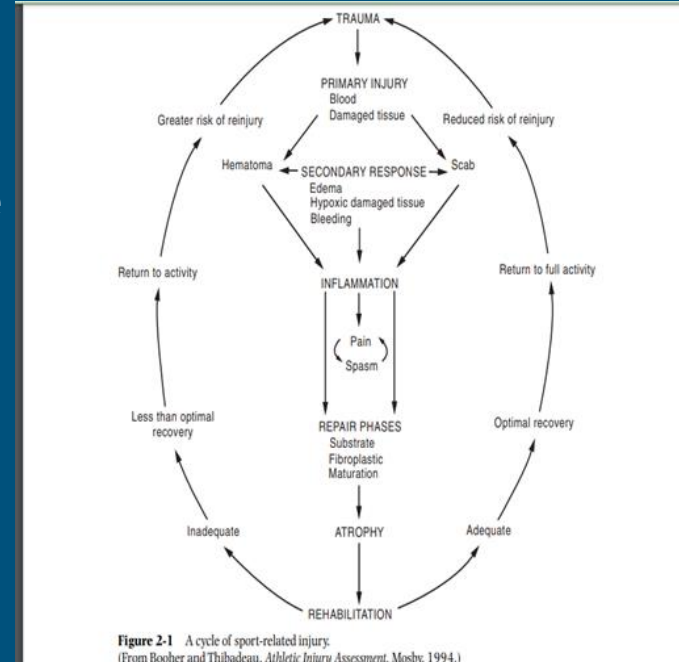 TRAUMA
PRIMARY INJURY
Blood
Damaged tissue
Greater risk of reinjury
Reduced risk of reinjury
Hematoma
SECONDARY RESPONSE
Scab
Edema
Hypoxic damaged tissue
Bleeding
Return to activity
INFLAMMATION
Return to full activity
Pain
Spasm
Less than optimal
recovery
REPAIR PHASES
Substrate
Fibroplastic
Maturation
Optimal recovery
Inadequate
ATROPHY
Adequate
REHABILITATION
Figure 2-1 A cycle of sport-related injury.
(From Booher and Thibadeau, Athletic Injury Assessment, Mosby, 1994.)